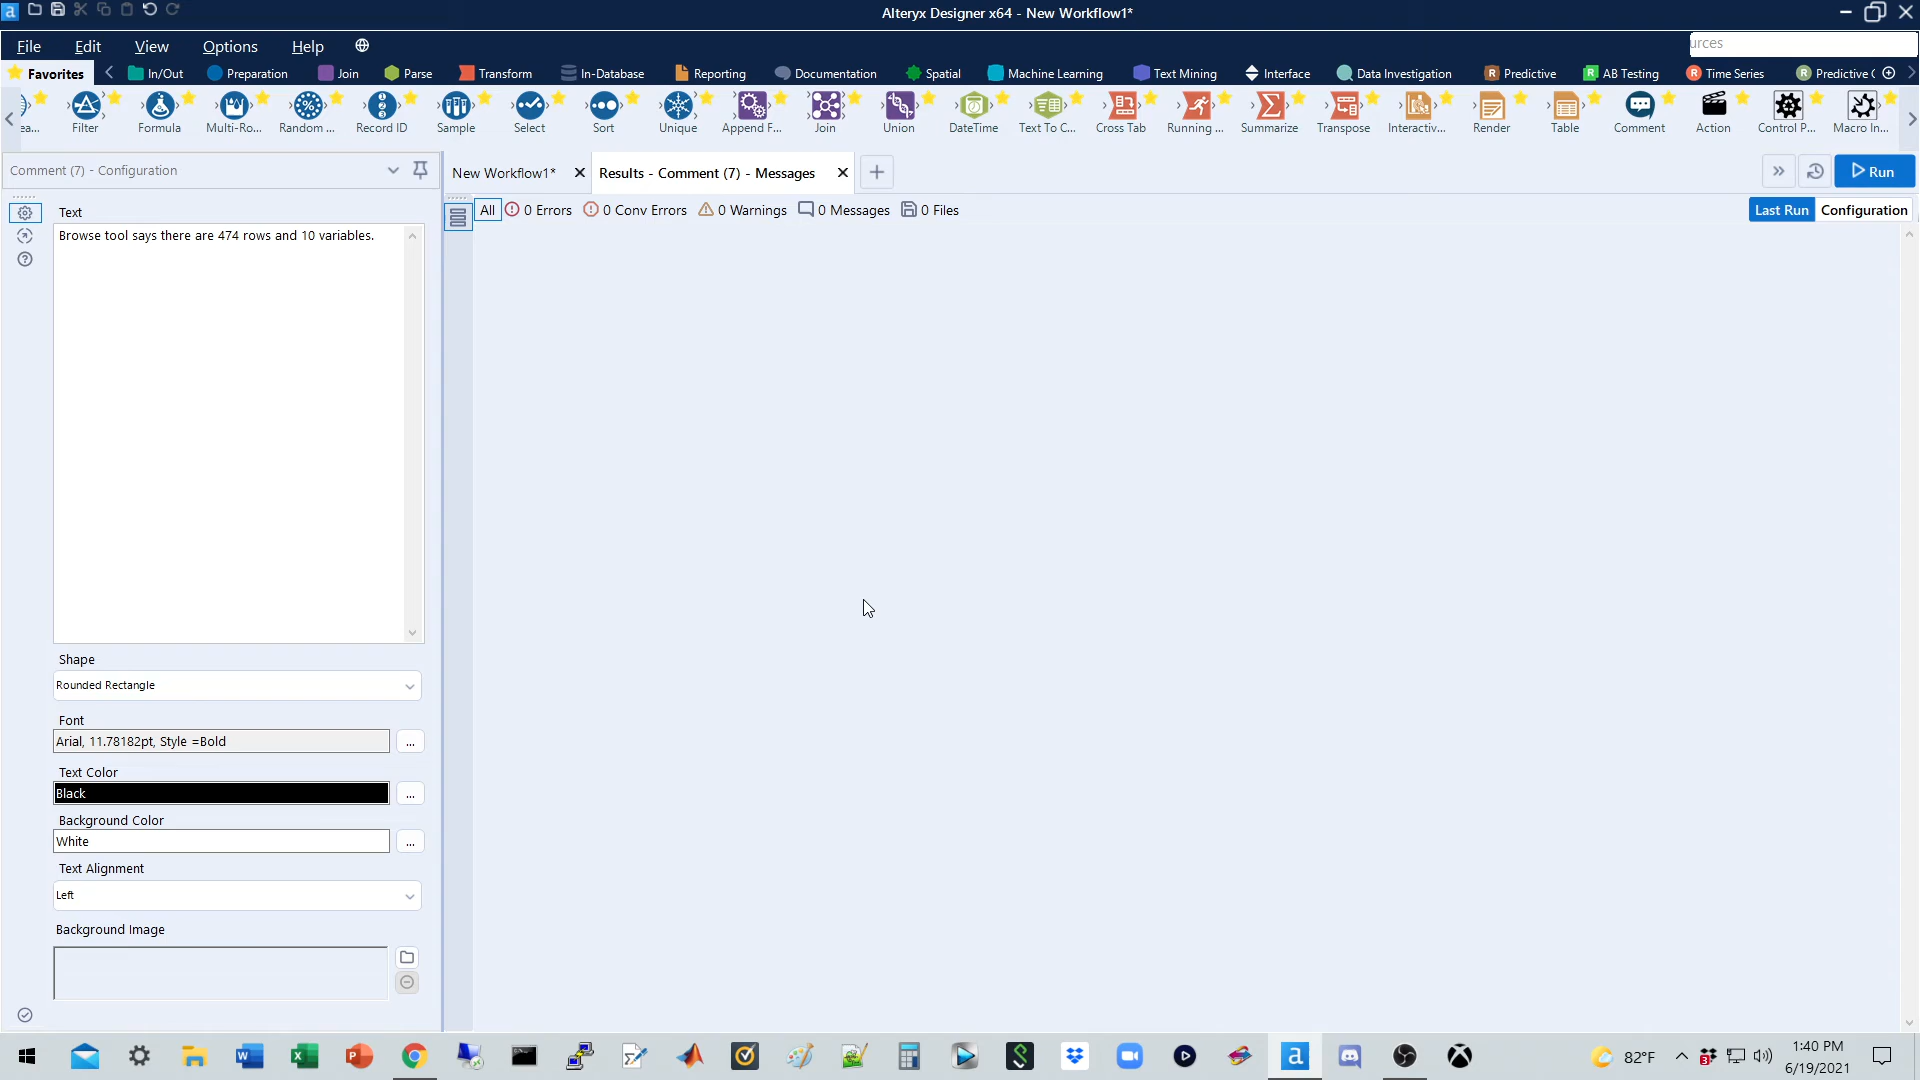 Alteryx Designer x64 - New Workflow1*
File Edit View Options Help
urces
Favorites In/Out Preparation Join Parse Transform In-Database Reporting Documentation Spatial Machine Learning Text Mining Interface Data Investigation Predictive AB Testing Time Series Predictive
ea... Filter Formula Multi-Ro... Random ... Record ID Sample Select Sort Unique Append F... Join Union DateTime Text To C... Cross Tab Running ... Summarize Transpose Interactiv... Render Table Comment Action Control P... Macro In...
Comment (7) - Configuration
New Workflow1* Results - Comment (7) - Messages
Run
All 0 Errors 0 Conv Errors 0 Warnings 0 Messages 0 Files
Last Run Configuration
Text
Browse tool says there are 474 rows and 10 variables.
Shape
Rounded Rectangle
Font
Arial, 11.78182pt, Style =Bold
...
Text Color
Black
...
Background Color
White
...
Text Alignment
Left
Background Image
82°F
1:40 PM
6/19/2021